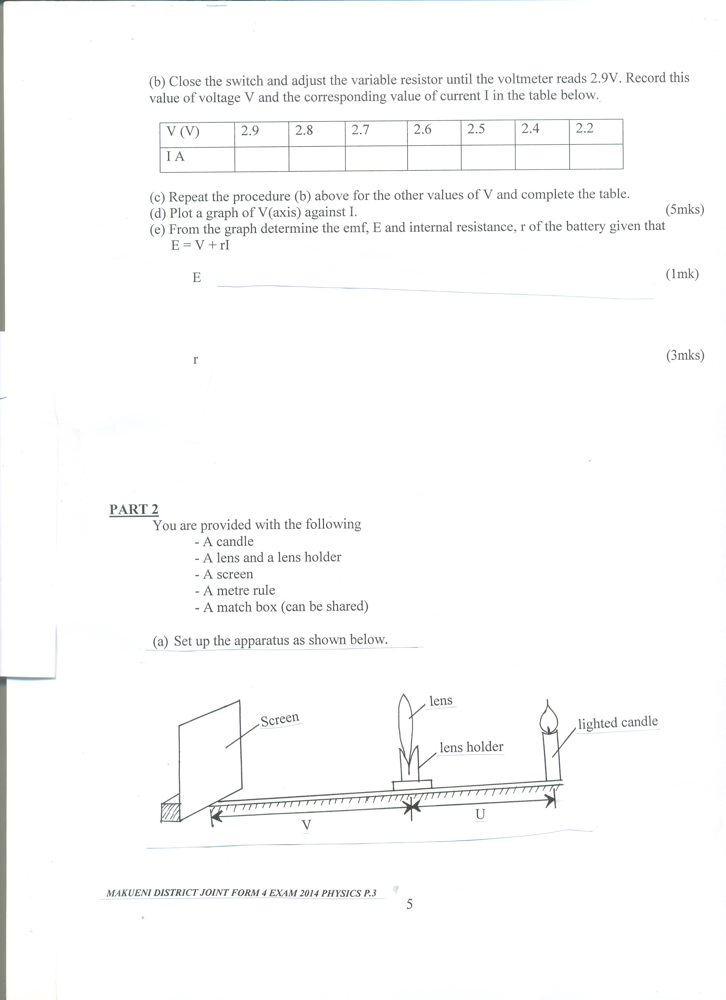 (b) Close the switch and adjust the variable resistor until the voltmeter reads 2.9V. Record this
value of voltage V and the corresponding value of current I in the table below.
V (V) 2.9 2.8 2.7 2.6 2.5 2.4 2.2
I A
(c) Repeat the procedure (b) above for the other values of V and complete the table.
(d) Plot a graph of V(axis) against I. (5mks)
(e) From the graph determine the emf, E and internal resistance, r of the battery given that
E = V + rI
E (1mk)
r (3mks)
PART 2
You are provided with the following
- A candle
- A lens and a lens holder
- A screen
- A metre rule
- A match box (can be shared)
(a) Set up the apparatus as shown below.
lens
Screen
lighted candle
lens holder
U
V
MAKUENI DISTRICT JOINT FORM 4 EXAM 2014 PHYSICS P.3
5